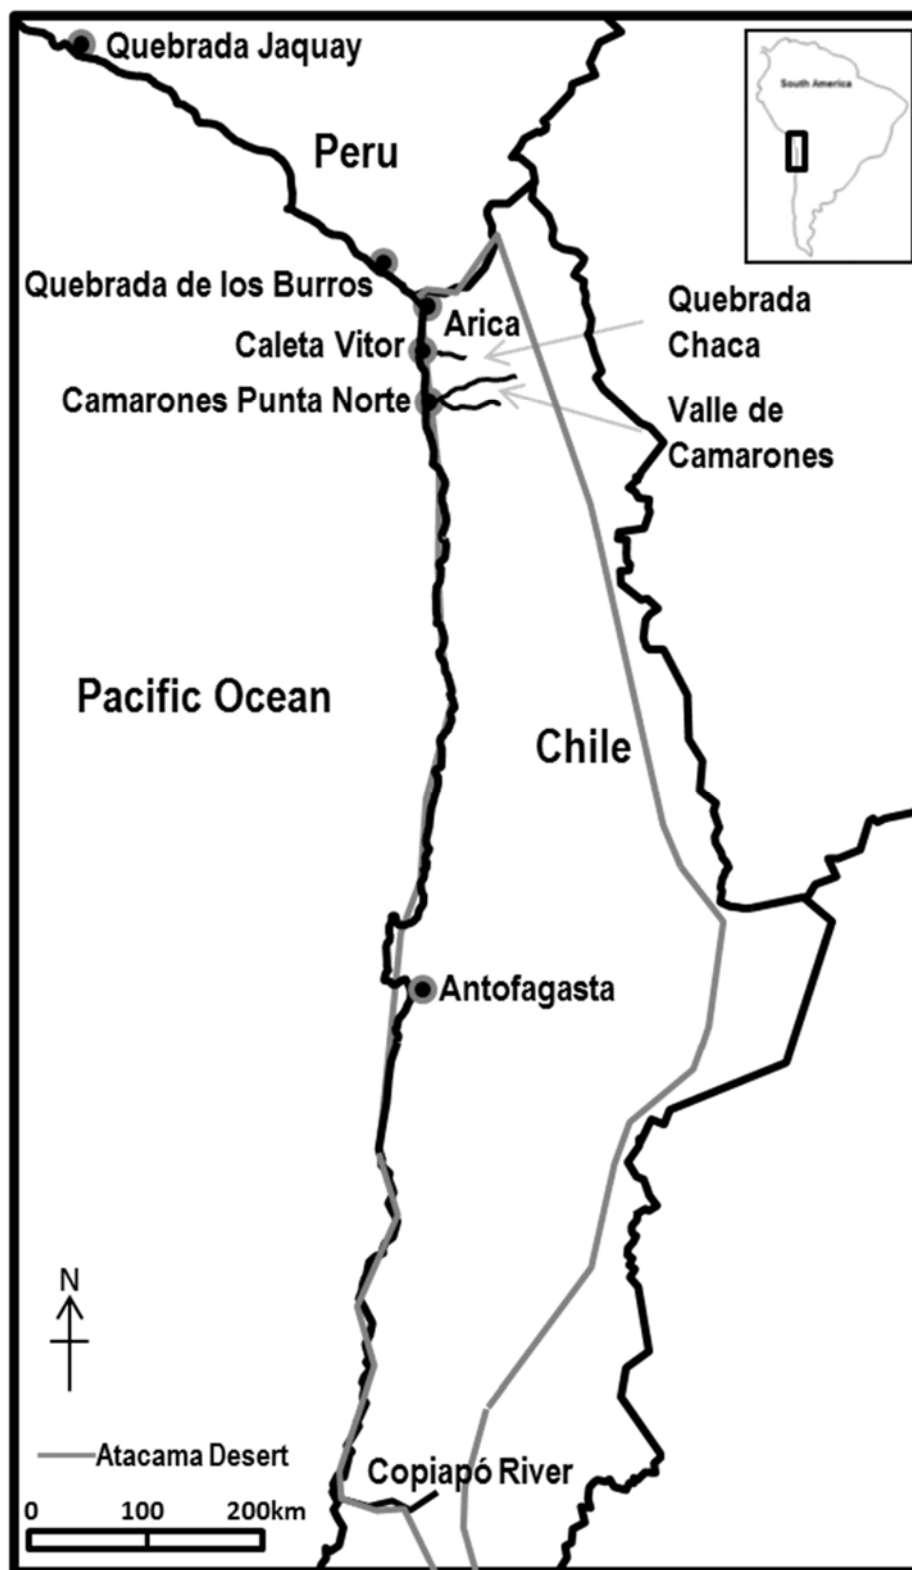 Quebrada Jaquay
South America
Peru
Quebrada de los Burros
Arica
Quebrada
Chaca
Caleta Vitor
Camarones Punta Norte
Valle de
Camarones
Pacific Ocean
Chile
Antofagasta
N
Atacama Desert
Copiapó River
0 100 200km